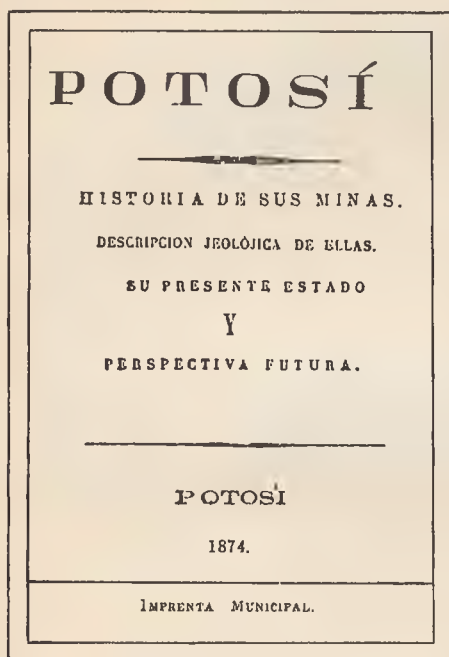 POTOSÍ
HISTORIA DE SUS MINAS.
DESCRIPCION JEOLÓJICA DE ELLAS.
SU PRESENTE ESTADO
Y
PERSPECTIVA FUTURA.
POTOSI
1874.
IMPRENTA MUNICIPAL.